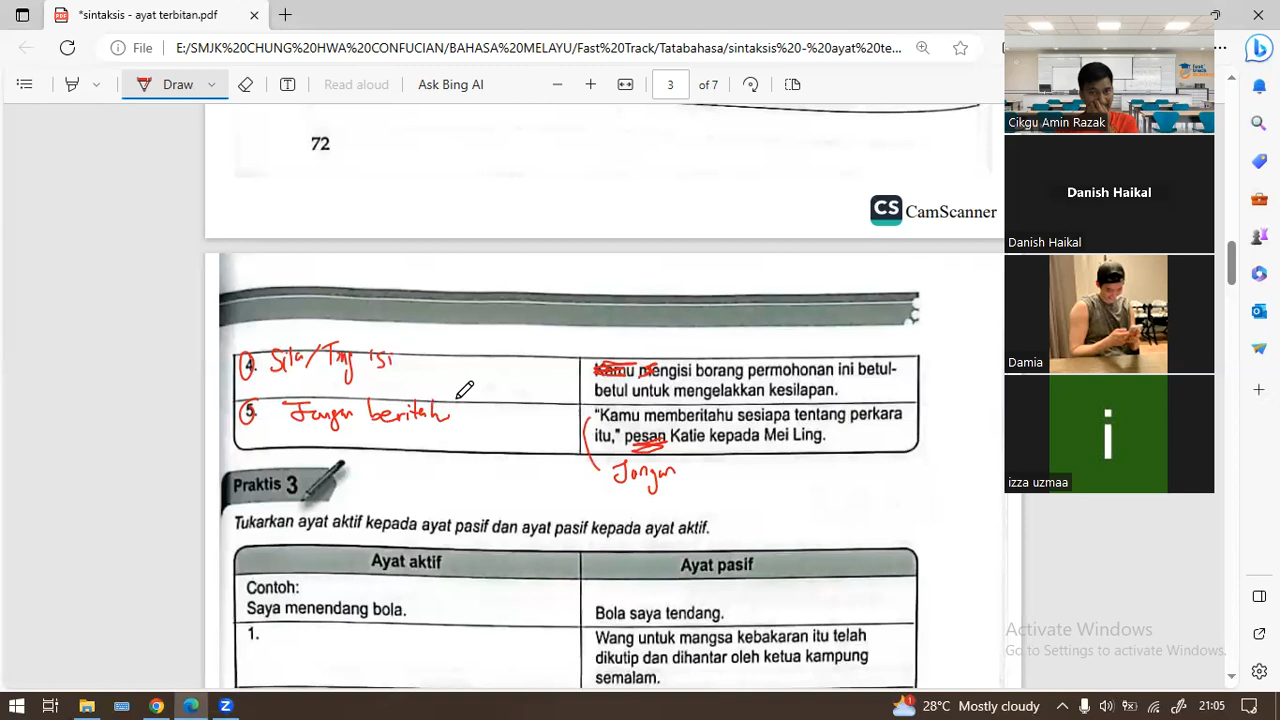 *sintaksis - ayat terbitan.pdf
File
E:/SMJK%20CHUNG%20HWA%20CONFUCIAN/BAHASA%20MELAYU/Fast%20Track/Tatabahasa/sintaksis%20-%20ayat%20te...
Draw
Read aloud
Ask Bing
3
of 7
72
CS CamScanner
4. Sila/Tlng isi
Kamu mengisi borang permohonan ini betul-
betul untuk mengelakkan kesilapan.
5. Jangan beritahu
"Kamu memberitahu sesiapa tentang perkara
itu," pesan Katie kepada Mei Ling.
Jangan
Praktis 3
Tukarkan ayat aktif kepada ayat pasif dan ayat pasif kepada ayat aktif.
Ayat aktif
Ayat pasif
Contoh:
Saya menendang bola.
Bola saya tendang.
1.
Wang untuk mangsa kebakaran itu telah
dikutip dan dihantar oleh ketua kampung
semalam.
Cikgu Amin Razak
Danish Haikal
Danish Haikal
Damia
i
izza uzmaa
Activate Windows
Go to Settings to activate Windows.
28°C Mostly cloudy
21:05